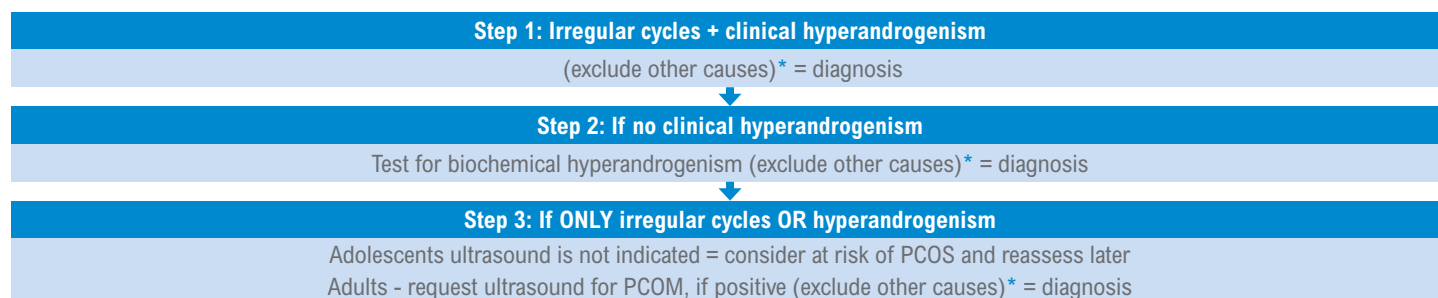 Step 1: Irregular cycles + clinical hyperandrogenism
(exclude other causes)* = diagnosis
Step 2: If no clinical hyperandrogenism
Test for biochemical hyperandrogenism (exclude other causes)* = diagnosis
Step 3: If ONLY irregular cycles OR hyperandrogenism
Adolescents ultrasound is not indicated = consider at risk of PCOS and reassess later
Adults - request ultrasound for PCOM, if positive (exclude other causes)* = diagnosis